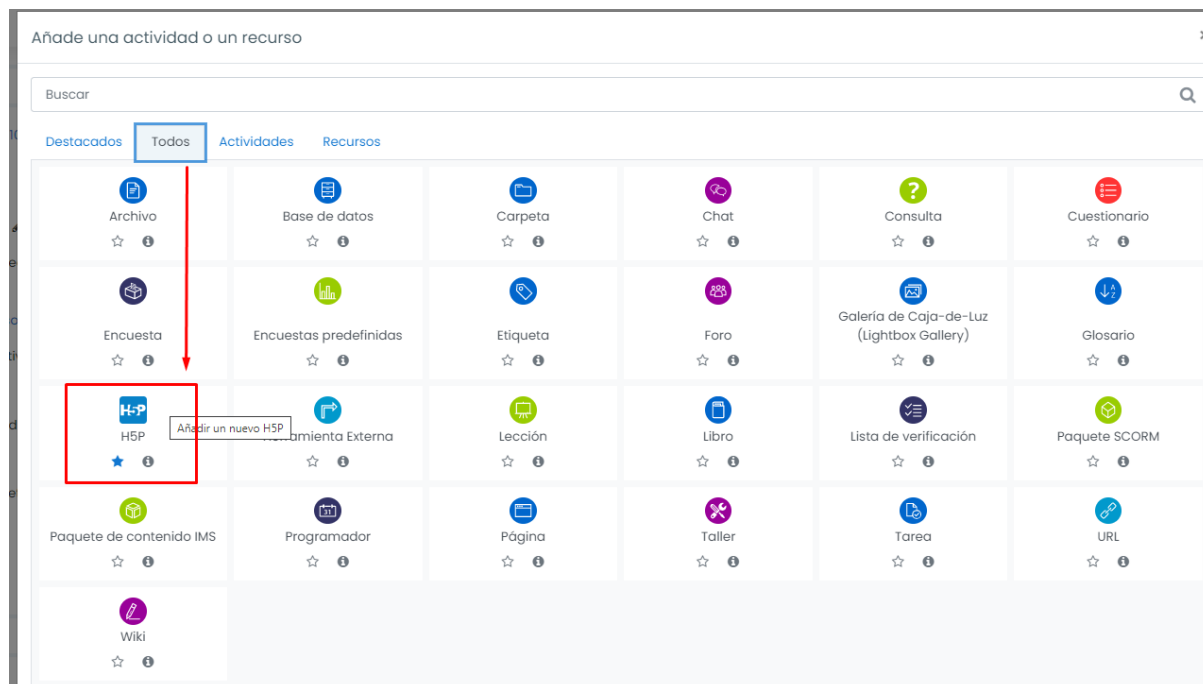 Añade una actividad o un recurso
Buscar
Destacados Todos Actividades Recursos
Archivo Base de datos Carpeta Chat Consulta Cuestionario
Encuesta Encuestas predefinidas Etiqueta Foro Galería de Caja-de-Luz (Lightbox Gallery) Glosario
H5P
Añadir un nuevo H5P
H5P Externa Lección Libro Lista de verificación Paquete SCORM
31
Paquete de contenido IMS Programador Página Taller Tarea URL
Wiki